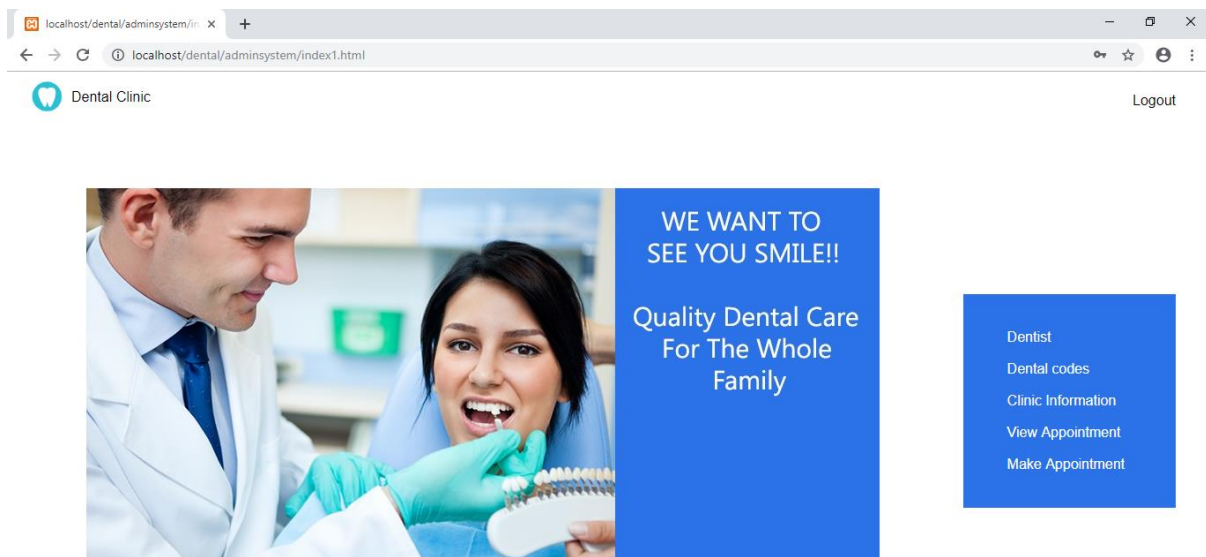 localhost/dental/adminsystem/in
localhost/dental/adminsystem/index1.html
Dental Clinic
Logout
WE WANT TO
SEE YOU SMILE!!
Quality Dental Care
For The Whole
Family
Dentist
Dental codes
Clinic Information
View Appointment
Make Appointment